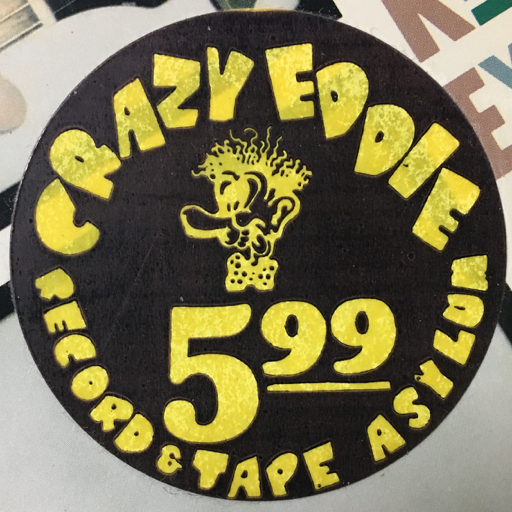 CRAZY EDDIE
5.99
RECORD & TAPE ASYLUM